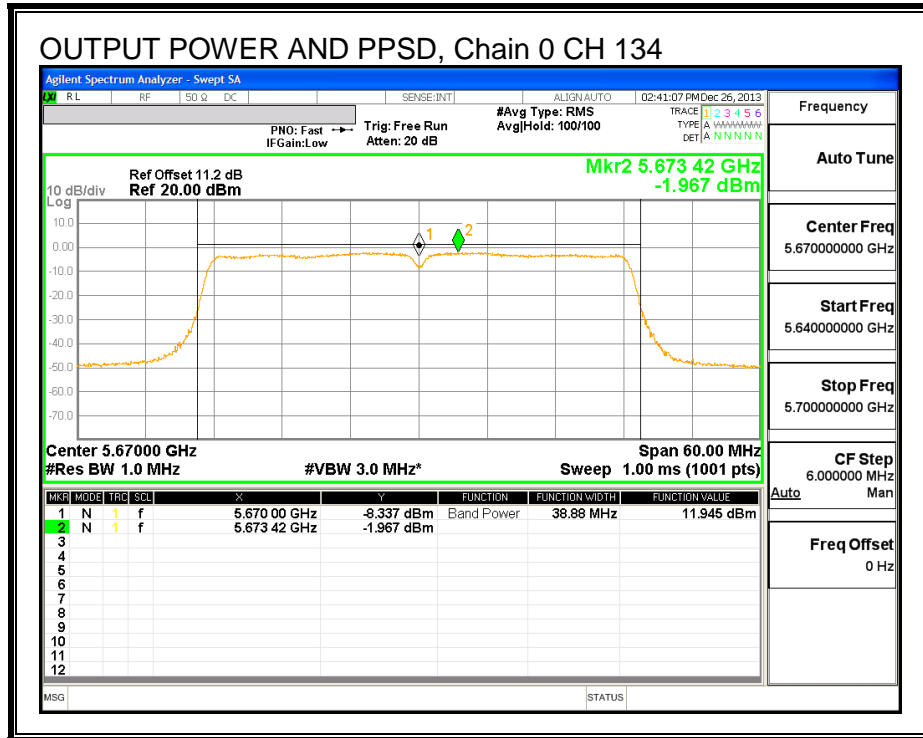 OUTPUT POWER AND PPSD, Chain 0 CH 134
Agilent Spectrum Analyzer - Swept SA
LXI RL RF 50 Ω DC SENSE:INT ALIGN AUTO 02:41:07 PM Dec 26, 2013
PNO: Fast
IFGain:Low
Trig: Free Run
Atten: 20 dB
#Avg Type: RMS
Avg|Hold: 100/100
TRACE 1 2 3 4 5 6
TYPE A WWWWW
DET A N N N N N
Mkr2 5.673 42 GHz
-1.967 dBm
Ref Offset 11.2 dB
10 dB/div Ref 20.00 dBm
Log
10.0
0.00
-10.0
-20.0
-30.0
-40.0
-50.0
-60.0
-70.0
1
2
Center 5.67000 GHz Span 60.00 MHz
#Res BW 1.0 MHz #VBW 3.0 MHz* Sweep 1.00 ms (1001 pts)
MKR MODE TRC SCL X Y FUNCTION FUNCTION WIDTH FUNCTION VALUE
1 N 1 f 5.670 00 GHz -8.337 dBm Band Power 38.88 MHz 11.945 dBm
2 N 1 f 5.673 42 GHz -1.967 dBm
3
4
5
6
7
8
9
10
11
12
MSG STATUS
Frequency
Auto Tune
Center Freq
5.670000000 GHz
Start Freq
5.640000000 GHz
Stop Freq
5.700000000 GHz
CF Step
6.000000 MHz
Auto Man
Freq Offset
0 Hz